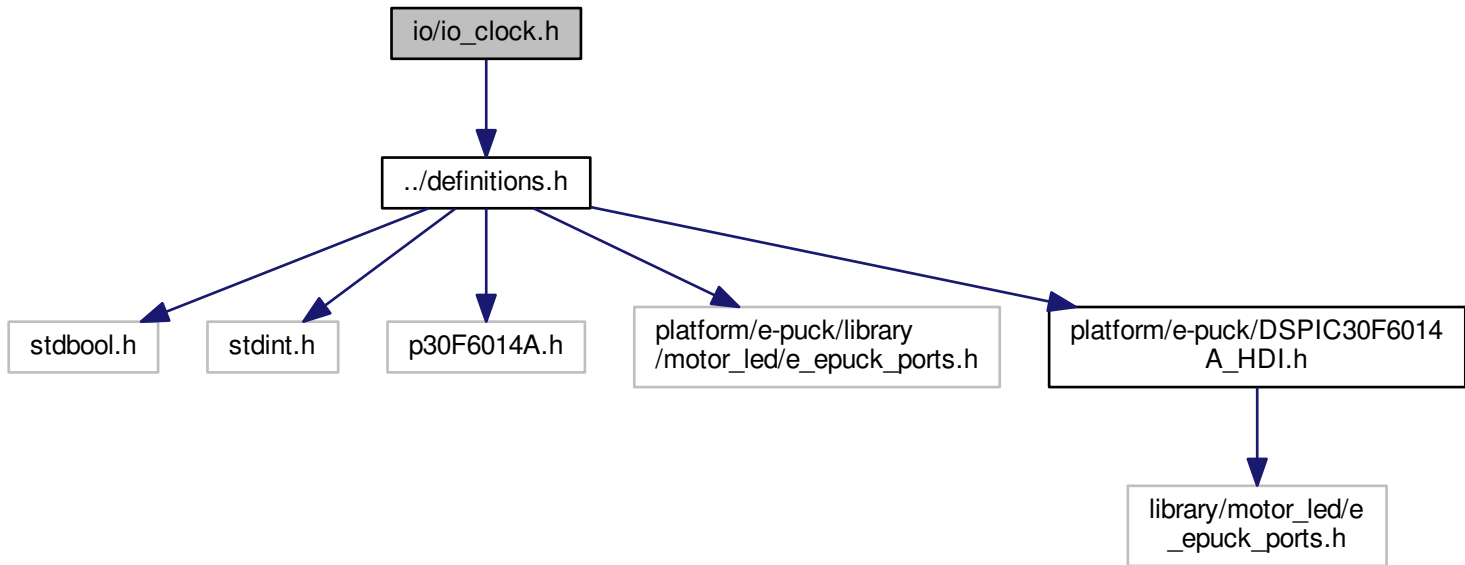 io/io_clock.h
../definitions.h
stdbool.h
stdint.h
p30F6014A.h
platform/e-puck/library
/motor_led/e_epuck_ports.h
platform/e-puck/DSPIC30F6014
A_HDI.h
library/motor_led/e
_epuck_ports.h